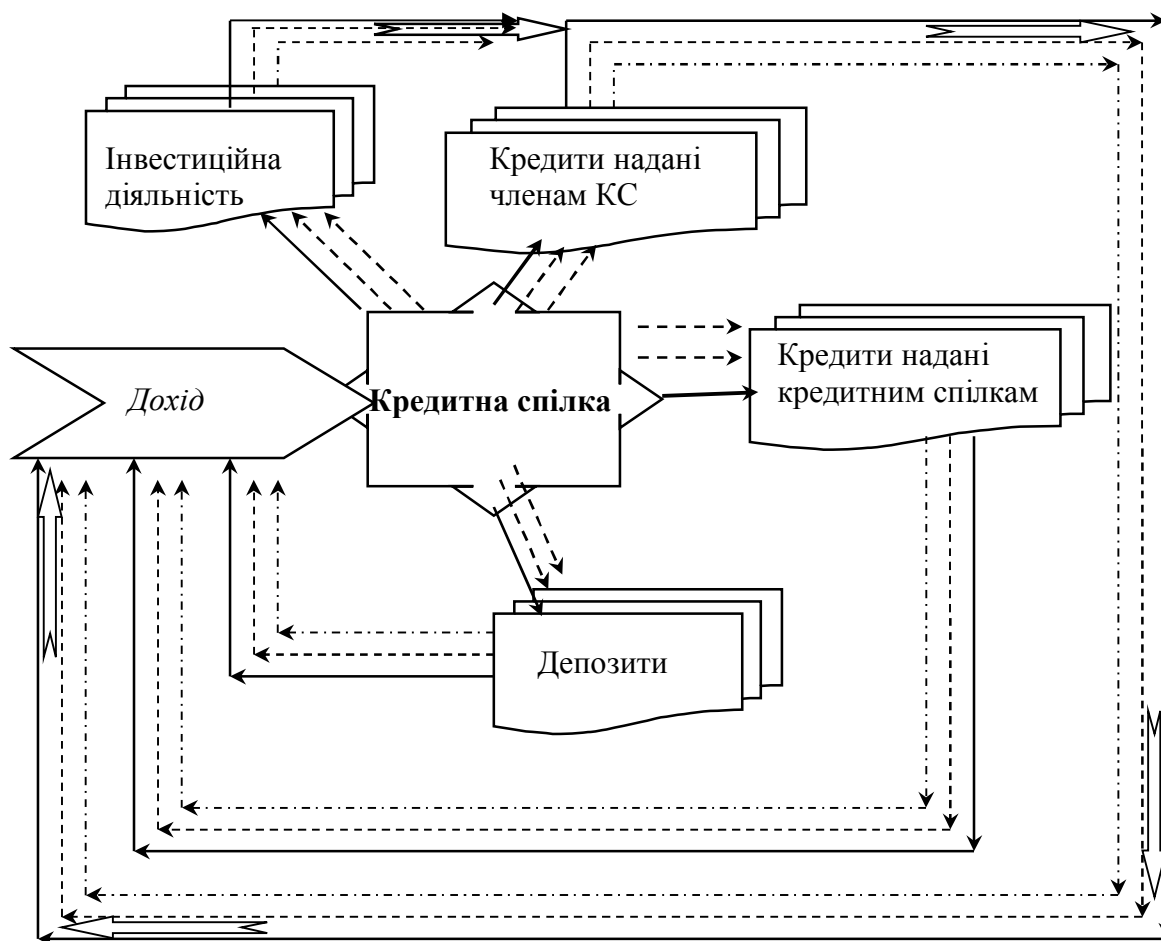 Інвестиційна
діяльність
Кредити надані
членам КС
Дохід
Кредитна спілка
Кредити надані
кредитним спілкам
Депозити